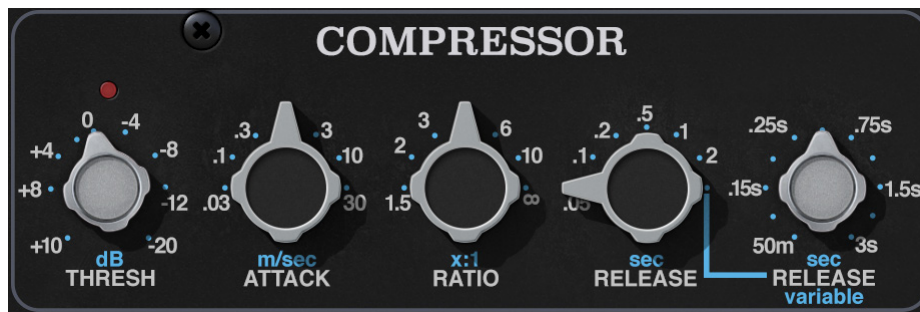 COMPRESSOR
0 -4
+4 -8
+8 -12
+10 -20
dB
THRESH
.3 3
.1 10
.03 30
m/sec
ATTACK
3 6
2 10
1.5 8
x:1
RATIO
.5
.2 1
.1 2
.05
sec
RELEASE
.25s .75s
.15s 1.5s
50m 3s
sec
RELEASE
variable